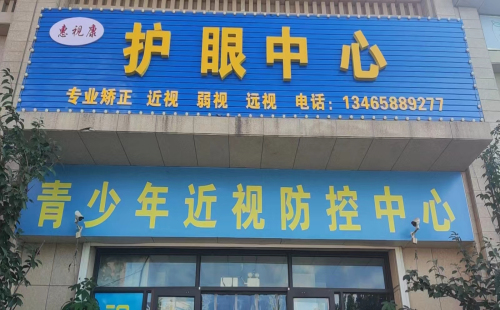 惠视康
护眼中心
专业矫正 近视 弱视 远视 电话：13465889277
青少年近视防控中心